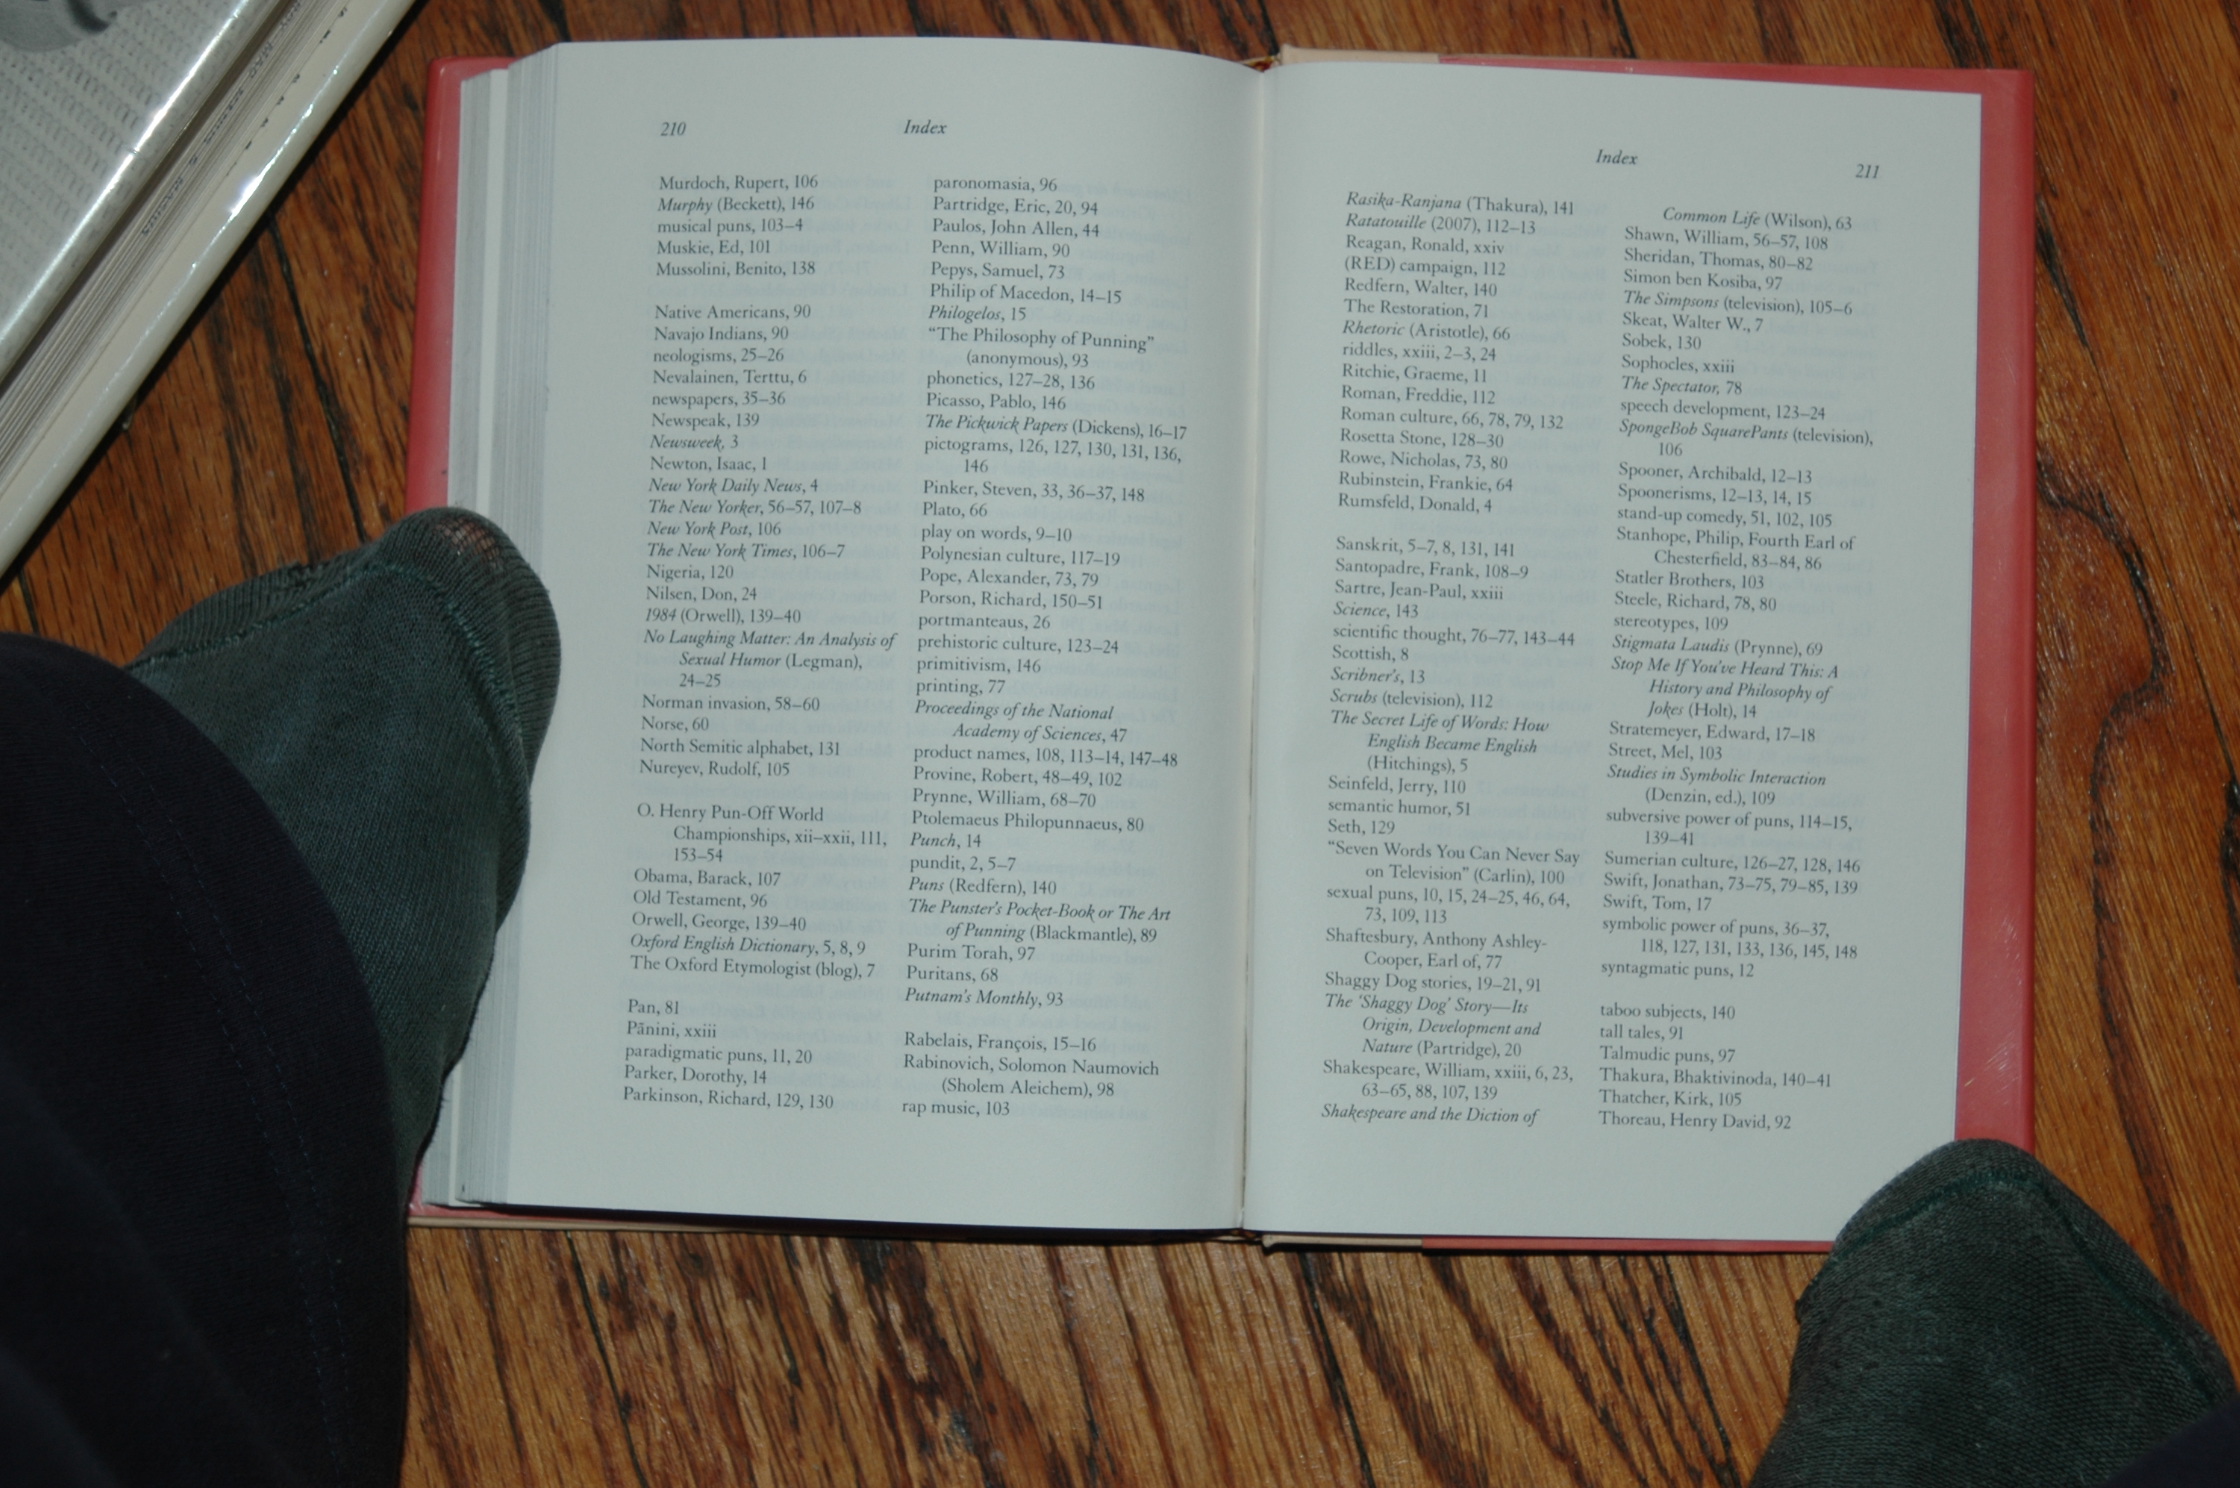 210
Index
Murdoch, Rupert, 106
Murphy (Beckett), 146
musical puns, 103–4
Muskie, Ed, 101
Mussolini, Benito, 138
Native Americans, 90
Navajo Indians, 90
neologisms, 25–26
Nevalainen, Terttu, 6
newspapers, 35–36
Newspeak, 139
Newsweek, 3
Newton, Isaac, 1
New York Daily News, 4
The New Yorker, 56–57, 107–8
New York Post, 106
The New York Times, 106–7
Nigeria, 120
Nilsen, Don, 24
1984 (Orwell), 139–40
No Laughing Matter: An Analysis of
Sexual Humor (Legman),
24–25
Norman invasion, 58–60
Norse, 60
North Semitic alphabet, 131
Nureyev, Rudolf, 105
O. Henry Pun-Off World
Championships, xii–xxii, 111,
153–54
Obama, Barack, 107
Old Testament, 96
Orwell, George, 139–40
Oxford English Dictionary, 5, 8, 9
The Oxford Etymologist (blog), 7
Pan, 81
Pānini, xxiii
paradigmatic puns, 11, 20
Parker, Dorothy, 14
Parkinson, Richard, 129, 130
paronomasia, 96
Partridge, Eric, 20, 94
Paulos, John Allen, 44
Penn, William, 90
Pepys, Samuel, 73
Philip of Macedon, 14–15
Philogelos, 15
“The Philosophy of Punning”
(anonymous), 93
phonetics, 127–28, 136
Picasso, Pablo, 146
The Pickwick Papers (Dickens), 16–17
pictograms, 126, 127, 130, 131, 136,
146
Pinker, Steven, 33, 36–37, 148
Plato, 66
play on words, 9–10
Polynesian culture, 117–19
Pope, Alexander, 73, 79
Porson, Richard, 150–51
portmanteaus, 26
prehistoric culture, 123–24
primitivism, 146
printing, 77
Proceedings of the National
Academy of Sciences, 47
product names, 108, 113–14, 147–48
Provine, Robert, 48–49, 102
Prynne, William, 68–70
Ptolemaeus Philopunnaeus, 80
Punch, 14
pundit, 2, 5–7
Puns (Redfern), 140
The Punster's Pocket-Book or The Art
of Punning (Blackmantle), 89
Purim Torah, 97
Puritans, 68
Putnam's Monthly, 93
Rabelais, François, 15–16
Rabinovich, Solomon Naumovich
(Sholem Aleichem), 98
rap music, 103
Index
211
Rasika-Ranjana (Thakura), 141
Ratatouille (2007), 112–13
Reagan, Ronald, xxiv
(RED) campaign, 112
Redfern, Walter, 140
The Restoration, 71
Rhetoric (Aristotle), 66
riddles, xxiii, 2–3, 24
Ritchie, Graeme, 11
Roman, Freddie, 112
Roman culture, 66, 78, 79, 132
Rosetta Stone, 128–30
Rowe, Nicholas, 73, 80
Rubinstein, Frankie, 64
Rumsfeld, Donald, 4
Sanskrit, 5–7, 8, 131, 141
Santopadre, Frank, 108–9
Sartre, Jean-Paul, xxiii
Science, 143
scientific thought, 76–77, 143–44
Scottish, 8
Scribner's, 13
Scrubs (television), 112
The Secret Life of Words: How
English Became English
(Hitchings), 5
Seinfeld, Jerry, 110
semantic humor, 51
Seth, 129
“Seven Words You Can Never Say
on Television” (Carlin), 100
sexual puns, 10, 15, 24–25, 46, 64,
73, 109, 113
Shaftesbury, Anthony Ashley-
Cooper, Earl of, 77
Shaggy Dog stories, 19–21, 91
The ‘Shaggy Dog’ Story—Its
Origin, Development and
Nature (Partridge), 20
Shakespeare, William, xxiii, 6, 23,
63–65, 88, 107, 139
Shakespeare and the Diction of
Common Life (Wilson), 63
Shawn, William, 56–57, 108
Sheridan, Thomas, 80–82
Simon ben Kosiba, 97
The Simpsons (television), 105–6
Skeat, Walter W., 7
Sobek, 130
Sophocles, xxiii
The Spectator, 78
speech development, 123–24
SpongeBob SquarePants (television),
106
Spooner, Archibald, 12–13
Spoonerisms, 12–13, 14, 15
stand-up comedy, 51, 102, 105
Stanhope, Philip, Fourth Earl of
Chesterfield, 83–84, 86
Statler Brothers, 103
Steele, Richard, 78, 80
stereotypes, 109
Stigmata Laudis (Prynne), 69
Stop Me If You've Heard This: A
History and Philosophy of
Jokes (Holt), 14
Stratemeyer, Edward, 17–18
Street, Mel, 103
Studies in Symbolic Interaction
(Denzin, ed.), 109
subversive power of puns, 114–15,
139–41
Sumerian culture, 126–27, 128, 146
Swift, Jonathan, 73–75, 79–85, 139
Swift, Tom, 17
symbolic power of puns, 36–37,
118, 127, 131, 133, 136, 145, 148
syntagmatic puns, 12
taboo subjects, 140
tall tales, 91
Talmudic puns, 97
Thakura, Bhaktivinoda, 140–41
Thatcher, Kirk, 105
Thoreau, Henry David, 92